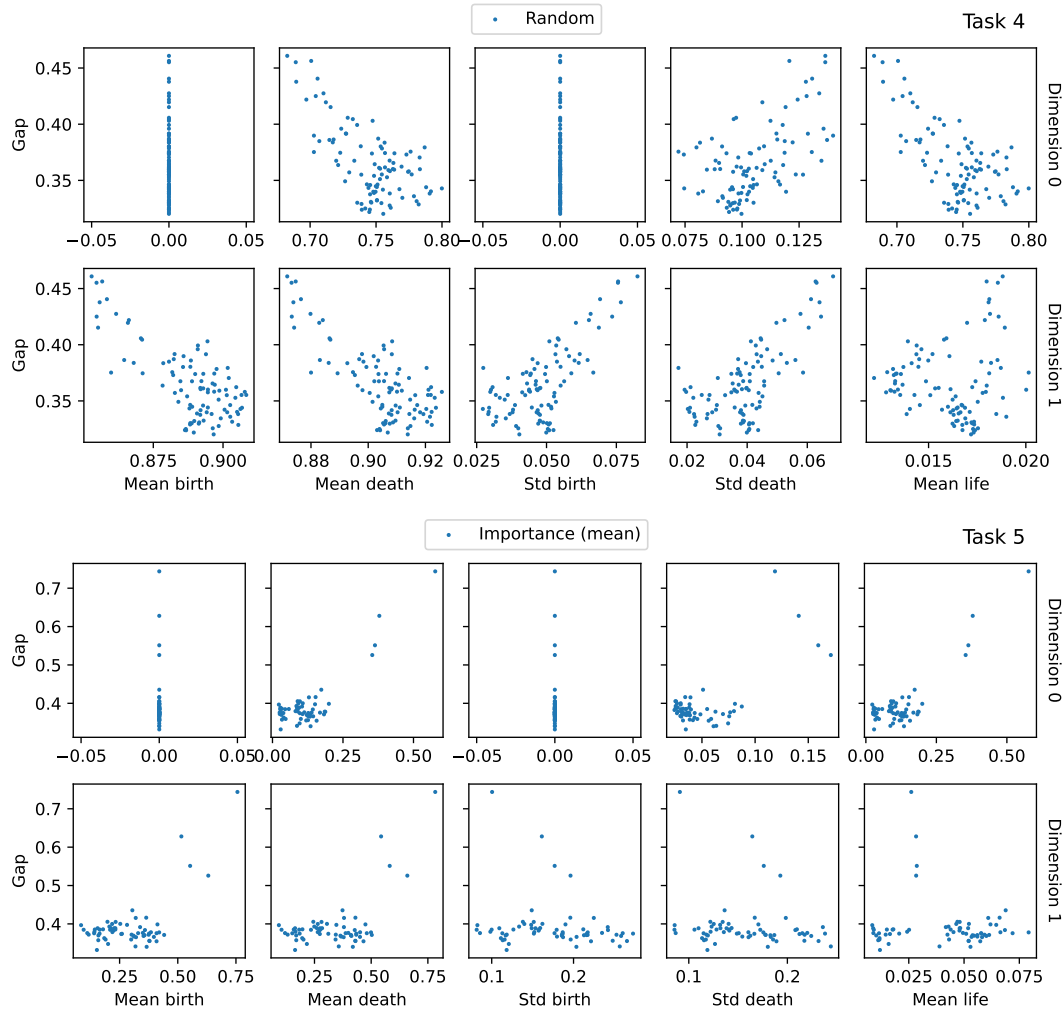 Random
Task 4
0.45
0.40
0.35
Gap
−0.05 0.00 0.05
0.70 0.75 0.80
−0.05 0.00 0.05
0.075 0.100 0.125
0.70 0.75 0.80
Dimension 0
0.45
0.40
0.35
Gap
0.875 0.900
0.88 0.90 0.92
0.025 0.050 0.075
0.02 0.04 0.06
0.015 0.020
Dimension 1
Mean birth
Mean death
Std birth
Std death
Mean life
Importance (mean)
Task 5
0.7
0.6
0.5
0.4
Gap
−0.05 0.00 0.05
0.00 0.25 0.50
−0.05 0.00 0.05
0.05 0.10 0.15
0.00 0.25 0.50
Dimension 0
0.7
0.6
0.5
0.4
Gap
0.25 0.50 0.75
0.25 0.50 0.75
0.1 0.2
0.1 0.2
0.025 0.050 0.075
Dimension 1
Mean birth
Mean death
Std birth
Std death
Mean life